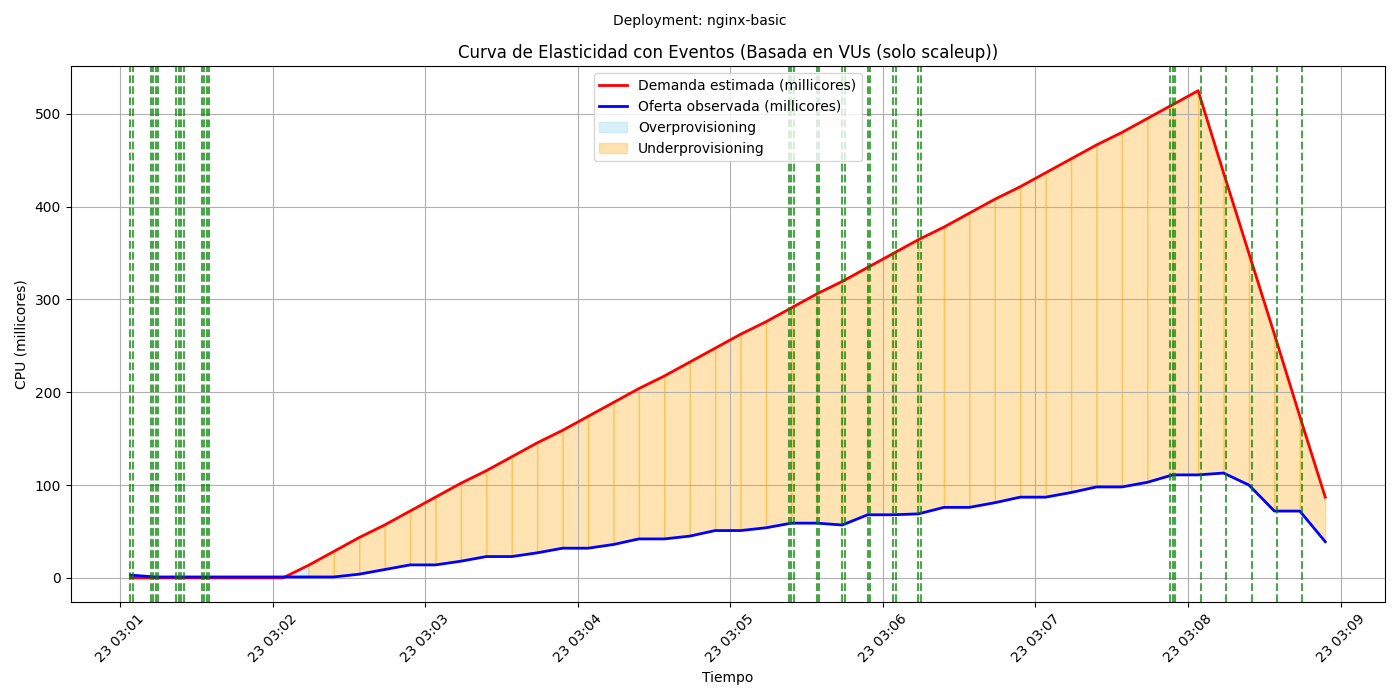 Deployment: nginx-basic
Curva de Elasticidad con Eventos (Basada en VUs (solo scaleup))
Demanda estimada (millicores)
Oferta observada (millicores)
Overprovisioning
Underprovisioning
CPU (millicores)
500
400
300
200
100
0
23 03:01
23 03:02
23 03:03
23 03:04
23 03:05
23 03:06
23 03:07
23 03:08
23 03:09
Tiempo